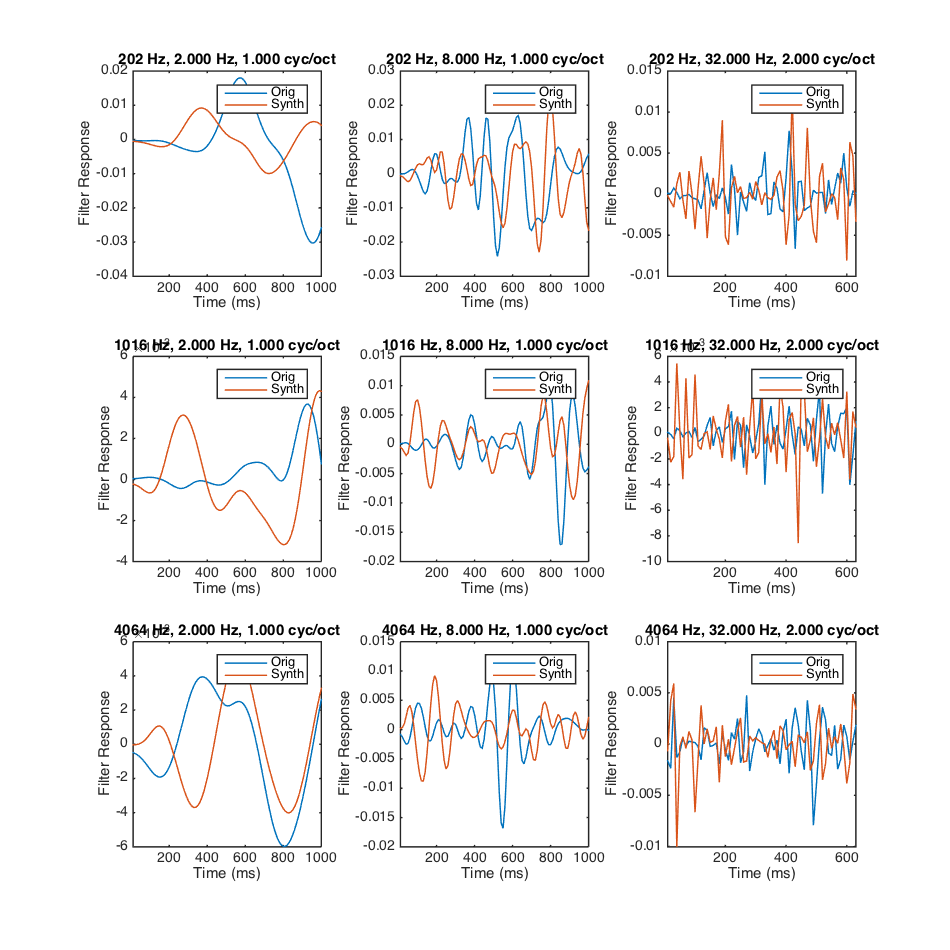 202 Hz, 2.000 Hz, 1.000 cyc/oct
202 Hz, 8.000 Hz, 1.000 cyc/oct
202 Hz, 32.000 Hz, 2.000 cyc/oct
0.02
0.01
0
-0.01
-0.02
-0.03
-0.04
Filter Response
Orig
Synth
200 400 600 800 1000
Time (ms)
0.03
0.02
0.01
0
-0.01
-0.02
-0.03
Filter Response
Orig
Synth
200 400 600 800 1000
Time (ms)
0.015
0.01
0.005
0
-0.005
-0.01
Filter Response
Orig
Synth
200 400 600
Time (ms)
1016 Hz, 2.000 Hz, 1.000 cyc/oct
1016 Hz, 8.000 Hz, 1.000 cyc/oct
1016 Hz, 32.000 Hz, 2.000 cyc/oct
6
4
2
0
-2
-4
Filter Response
Orig
Synth
200 400 600 800 1000
Time (ms)
0.015
0.01
0.005
0
-0.005
-0.01
-0.015
-0.02
Filter Response
Orig
Synth
200 400 600 800 1000
Time (ms)
6
4
2
0
-2
-4
-6
-8
-10
Filter Response
Orig
Synth
200 400 600
Time (ms)
4064 Hz, 2.000 Hz, 1.000 cyc/oct
4064 Hz, 8.000 Hz, 1.000 cyc/oct
4064 Hz, 32.000 Hz, 2.000 cyc/oct
6
4
2
0
-2
-4
-6
Filter Response
Orig
Synth
200 400 600 800 1000
Time (ms)
0.015
0.01
0.005
0
-0.005
-0.01
-0.015
-0.02
Filter Response
Orig
Synth
200 400 600 800 1000
Time (ms)
0.01
0.005
0
-0.005
-0.01
Filter Response
Orig
Synth
200 400 600
Time (ms)